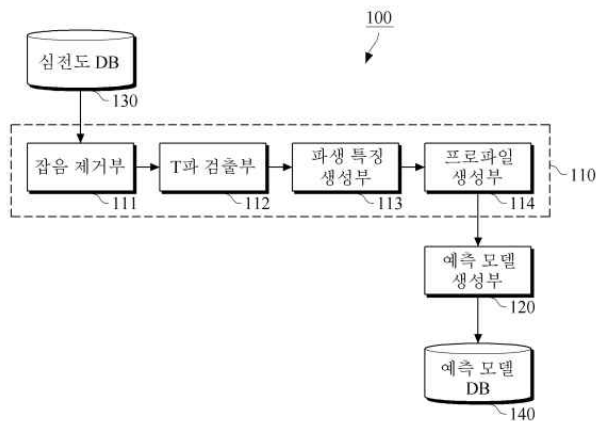 100
심전도 DB
130
잡음 제거부
111
T파 검출부
112
파생 특징
생성부
113
프로파일
생성부
114
110
예측 모델
생성부
120
예측 모델
DB
140